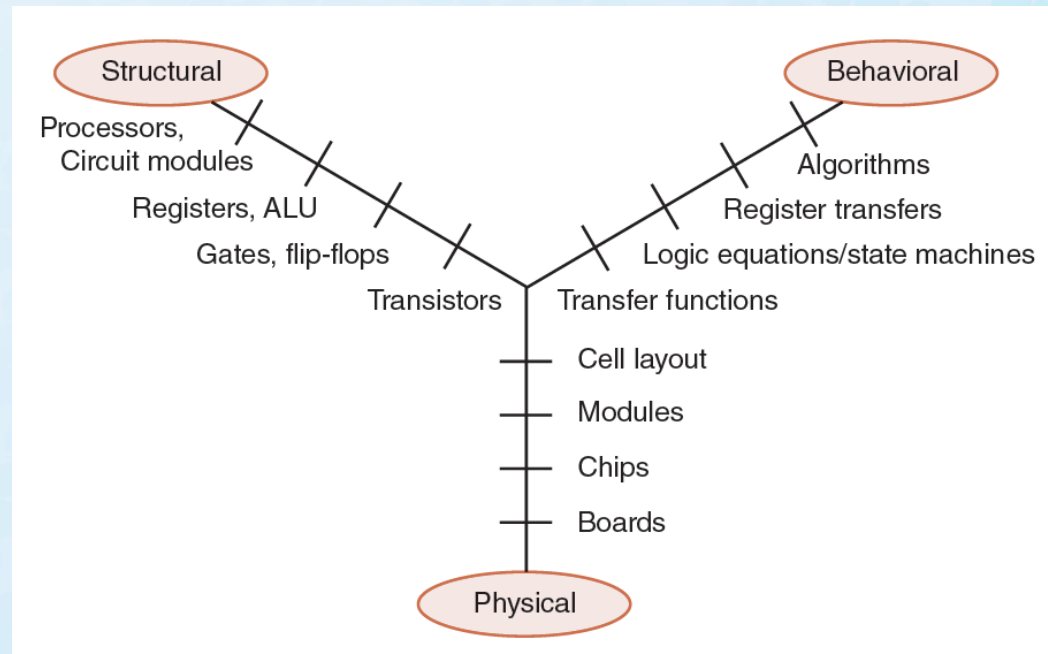 Structural
Behavioral
Processors,
Circuit modules
Algorithms
Registers, ALU
Register transfers
Gates, flip-flops
Logic equations/state machines
Transistors
Transfer functions
Cell layout
Modules
Chips
Boards
Physical